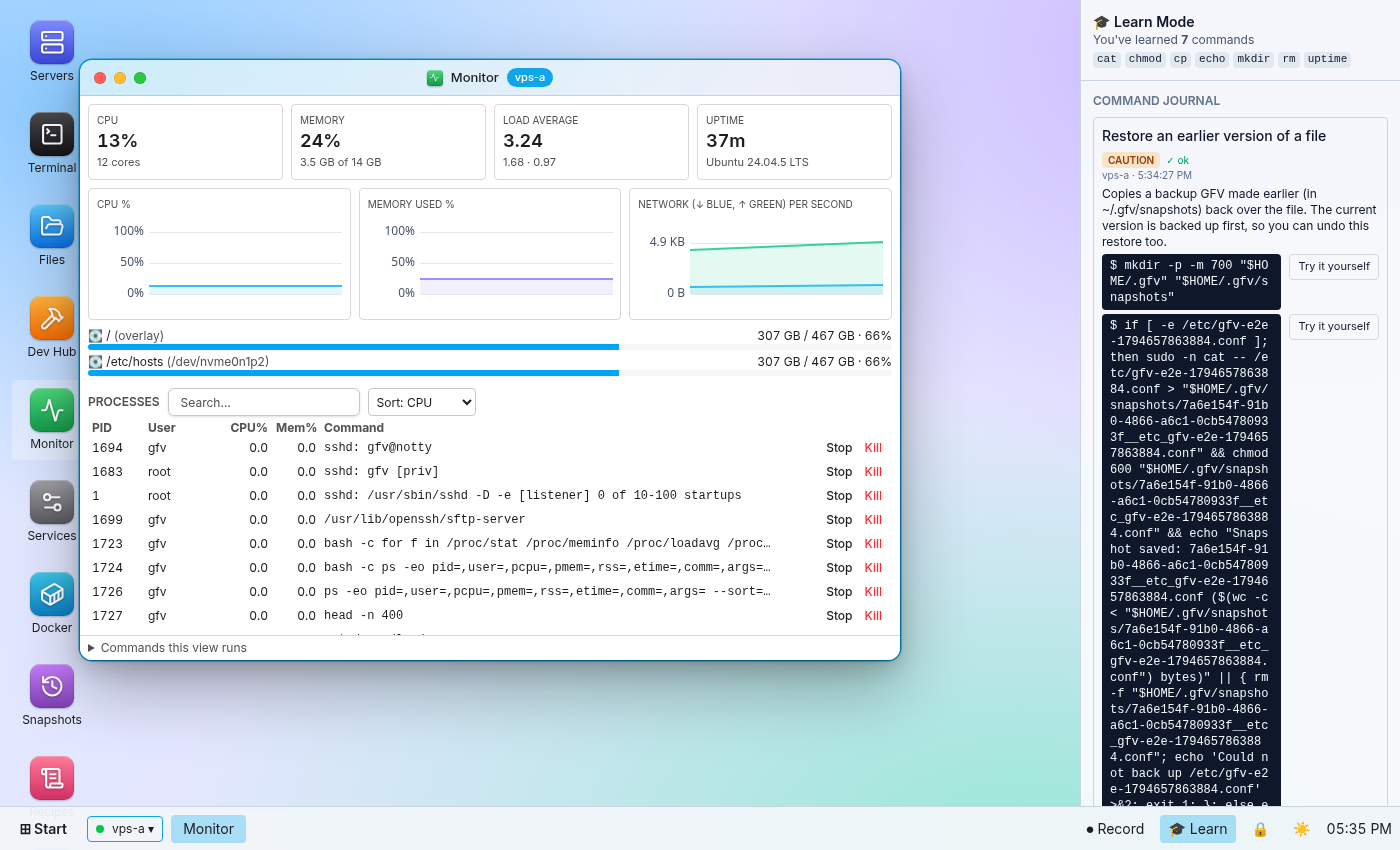 Servers
Terminal
Files
Dev Hub
Monitor
Services
Docker
Snapshots
Recipes
Monitor vps-a
CPU
13%
12 cores
MEMORY
24%
3.5 GB of 14 GB
LOAD AVERAGE
3.24
1.68 · 0.97
UPTIME
37m
Ubuntu 24.04.5 LTS
CPU %
100%
50%
0%
MEMORY USED %
100%
50%
0%
NETWORK (↓ BLUE, ↑ GREEN) PER SECOND
4.9 KB
0 B
/ (overlay) 307 GB / 467 GB · 66%
/etc/hosts (/dev/nvme0n1p2) 307 GB / 467 GB · 66%
PROCESSES Search... Sort: CPU
PID User CPU% Mem% Command
1694 gfv 0.0 0.0 sshd: gfv@notty Stop Kill
1683 root 0.0 0.0 sshd: gfv [priv] Stop Kill
1 root 0.0 0.0 sshd: /usr/sbin/sshd -D -e [listener] 0 of 10-100 startups Stop Kill
1699 gfv 0.0 0.0 /usr/lib/openssh/sftp-server Stop Kill
1723 gfv 0.0 0.0 bash -c for f in /proc/stat /proc/meminfo /proc/loadavg /proc… Stop Kill
1724 gfv 0.0 0.0 bash -c ps -eo pid=,user=,pcpu=,pmem=,rss=,etime=,comm=,args=… Stop Kill
1726 gfv 0.0 0.0 ps -eo pid=,user=,pcpu=,pmem=,rss=,etime=,comm=,args= --sort=… Stop Kill
1727 gfv 0.0 0.0 head -n 400 Stop Kill
▶ Commands this view runs
🎓 Learn Mode
You've learned 7 commands
cat chmod cp echo mkdir rm uptime
COMMAND JOURNAL
Restore an earlier version of a file
CAUTION ✓ ok
vps-a · 5:34:27 PM
Copies a backup GFV made earlier (in
~/.gfv/snapshots) back over the file. The current
version is backed up first, so you can undo this
restore too.
$ mkdir -p -m 700 "$HO
ME/.gfv" "$HOME/.gfv/s
napshots"
Try it yourself
$ if [ -e /etc/gfv-e2e
-1794657863884.conf ];
then sudo -n cat -- /e
tc/gfv-e2e-17946578638
84.conf > "$HOME/.gfv/
snapshots/7a6e154f-91b
0-4866-a6c1-0cb5478093
3f__etc_gfv-e2e-179465
7863884.conf" && chmod
600 "$HOME/.gfv/snapsh
ots/7a6e154f-91b0-4866
-a6c1-0cb54780933f__et
c_gfv-e2e-179465786388
4.conf" && echo "Snaps
hot saved: 7a6e154f-91
b0-4866-a6c1-0cb547809
33f__etc_gfv-e2e-17946
57863884.conf ($(wc -c
< "$HOME/.gfv/snapshot
s/7a6e154f-91b0-4866-a
6c1-0cb54780933f__etc_
gfv-e2e-1794657863884.
conf") bytes)" || { rm
-f "$HOME/.gfv/snapsho
ts/7a6e154f-91b0-4866-
a6c1-0cb54780933f__etc
_gfv-e2e-179465786388
4.conf"; echo 'Could n
ot back up /etc/gfv-e2
e-1794657863884.conf'
>&2; exit 1; }; else e
Try it yourself
Start vps-a ▾ Monitor
● Record 🎓 Learn 05:35 PM